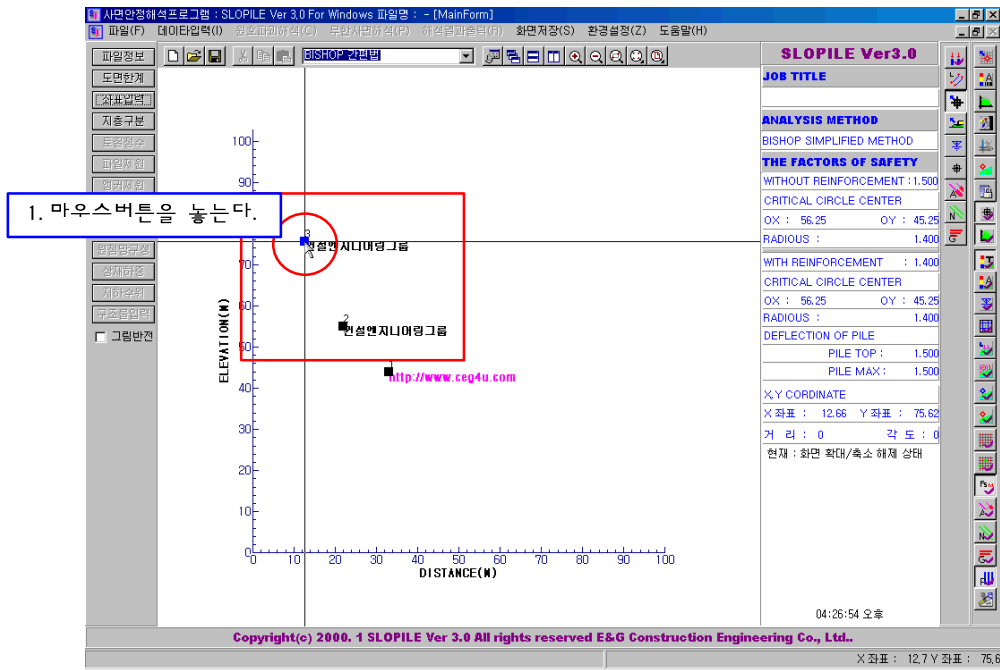 사면안정해석프로그램 : SLOPILE Ver 3,0 For Windows 파일명 : - [MainForm]
파일(F) 데이타입력(I) 원호파괴해석(C) 무한사면해석(P) 해석결과출력(R) 화면저장(S) 환경설정(Z) 도움말(H)
파일정보
BISHOP 간편법
도면한계
좌표입력
지층구분
토질정수
파일제원
앵커제원
1. 마우스버튼을 놓는다.
원점망구성
상재하중
지하수위
구조물입력
그림반전
100
90
70
60
50
40
30
20
10
0
0 10 20 30 40 50 60 70 80 90 100
ELEVATION(M)
DISTANCE(M)
3
건설엔지니어링그룹
2
건설엔지니어링그룹
1
http://www.ceg4u.com
SLOPILE Ver3.0
JOB TITLE
ANALYSIS METHOD
BISHOP SIMPLIFIED METHOD
THE FACTORS OF SAFETY
WITHOUT REINFORCEMENT : 1.500
CRITICAL CIRCLE CENTER
OX : 56.25 OY : 45.25
RADIOUS : 1.400
WITH REINFORCEMENT : 1.400
CRITICAL CIRCLE CENTER
OX : 56.25 OY : 45.25
RADIOUS : 1.400
DEFLECTION OF PILE
PILE TOP : 1.500
PILE MAX : 1.500
X,Y CORDINATE
X 좌표 : 12.66 Y 좌표 : 75.62
거 리 : 0 각 도 : 0
현재 : 화면 확대/축소 해제 상태
04:26:54 오후
Copyright(c) 2000. 1 SLOPILE Ver 3.0 All rights reserved E&G Construction Engineering Co., Ltd..
X 좌표 : 12,7 Y 좌표 : 75,6